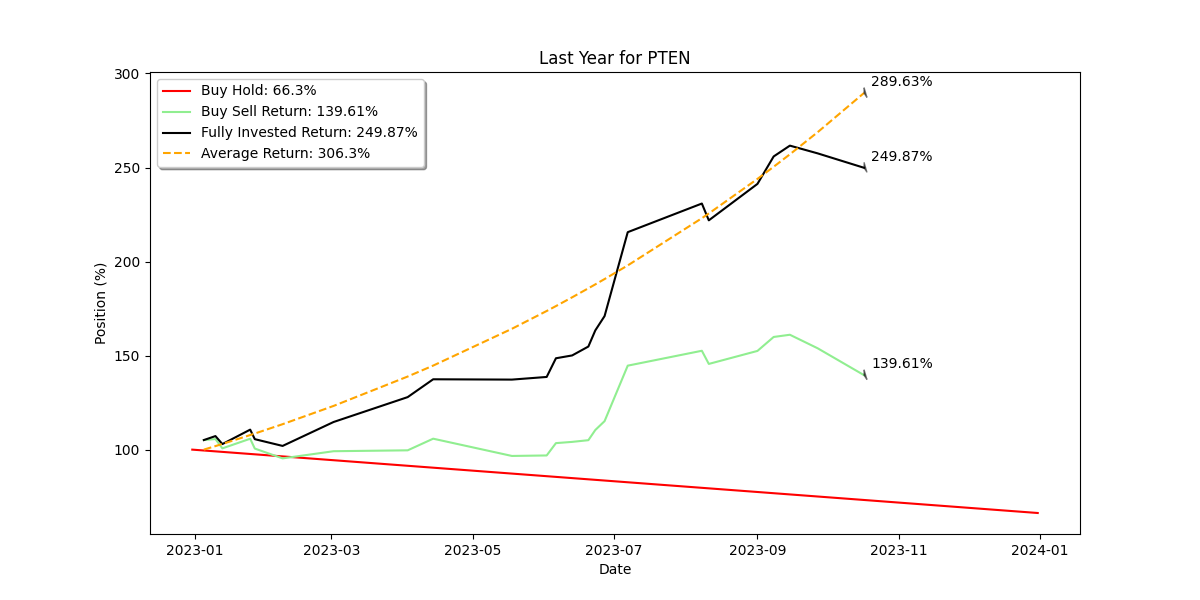 Last Year for PTEN
300
250
200
150
100
Position (%)
Buy Hold: 66.3%
Buy Sell Return: 139.61%
Fully Invested Return: 249.87%
Average Return: 306.3%
289.63%
249.87%
139.61%
2023-01 2023-03 2023-05 2023-07 2023-09 2023-11 2024-01
Date